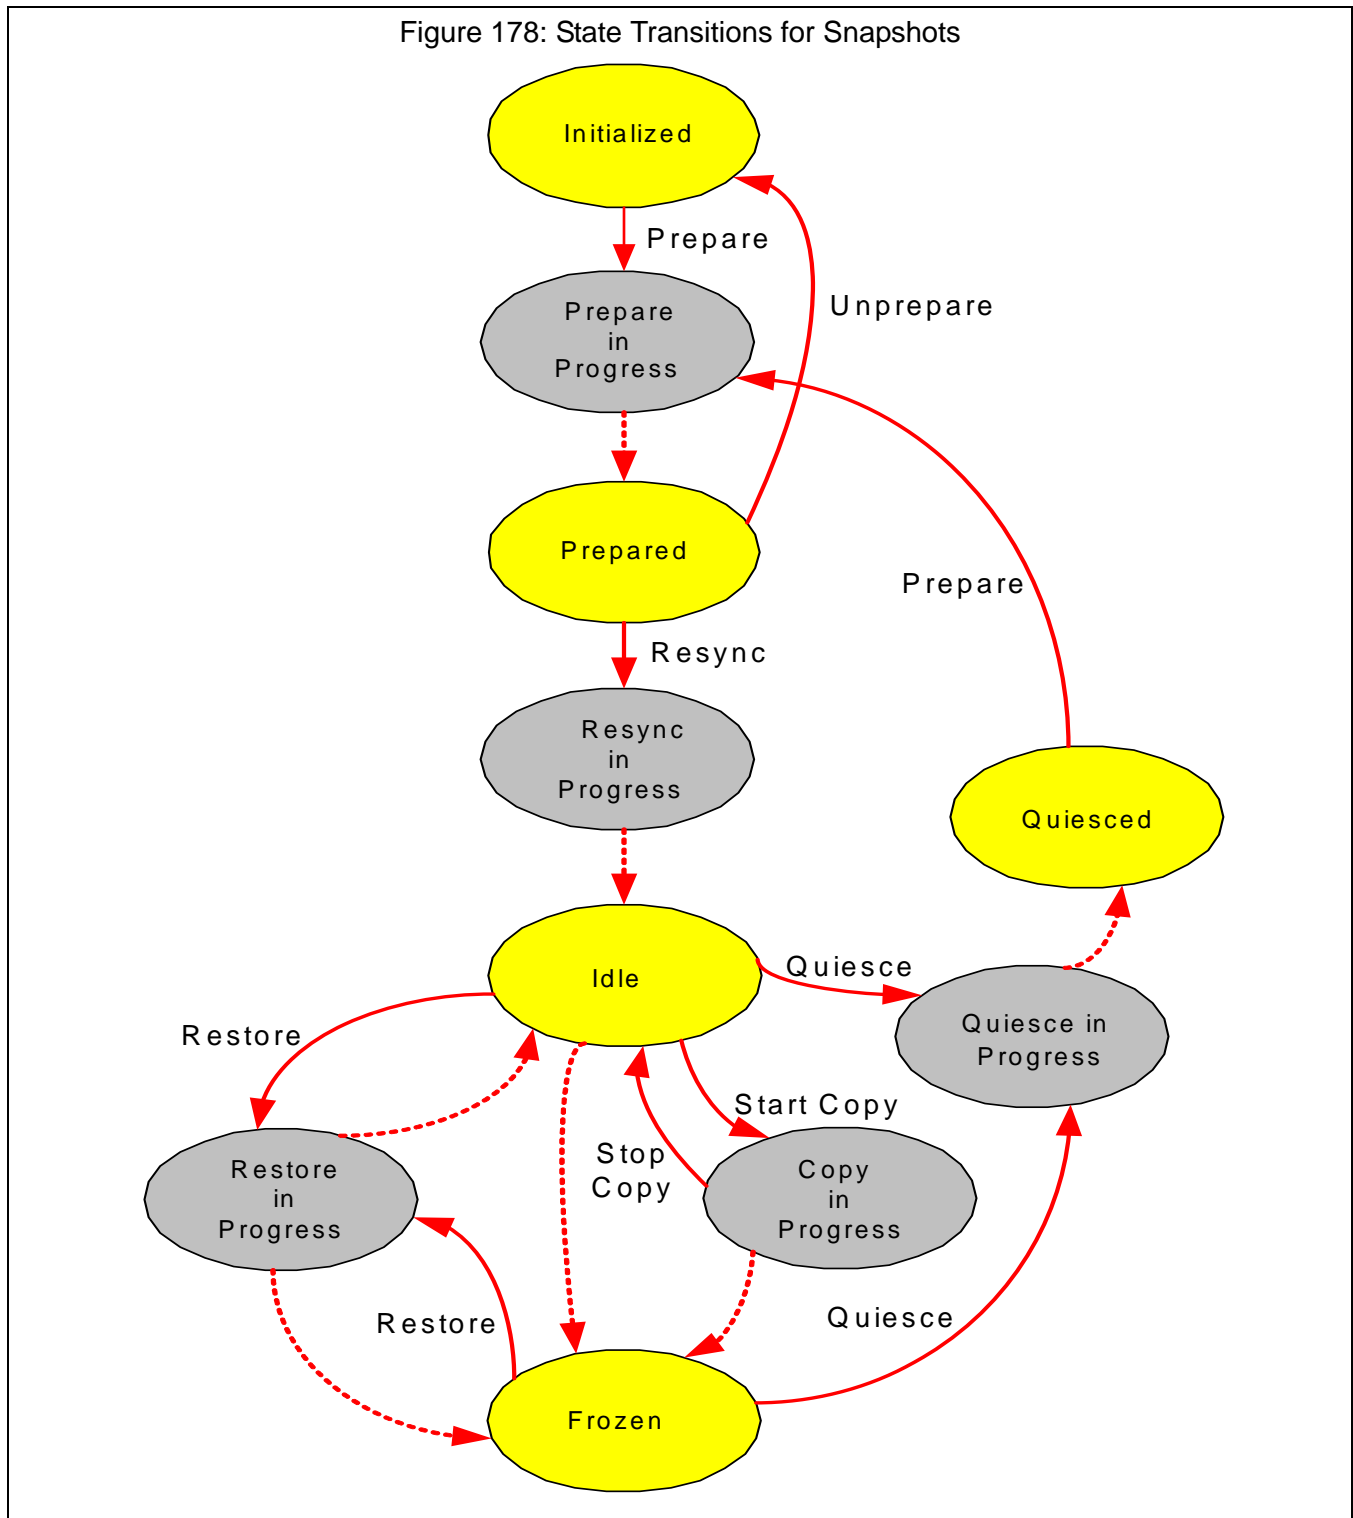 Figure 178: State Transitions for Snapshots
Initialized
Prepare
Prepare
in
Progress
Unprepare
Prepared
Prepare
Resync
Resync
in
Progress
Quiesced
Idle
Quiesce
Quiesce in
Progress
Restore
Start Copy
Stop
Copy
Restore
in
Progress
Copy
in
Progress
Restore
Quiesce
Frozen